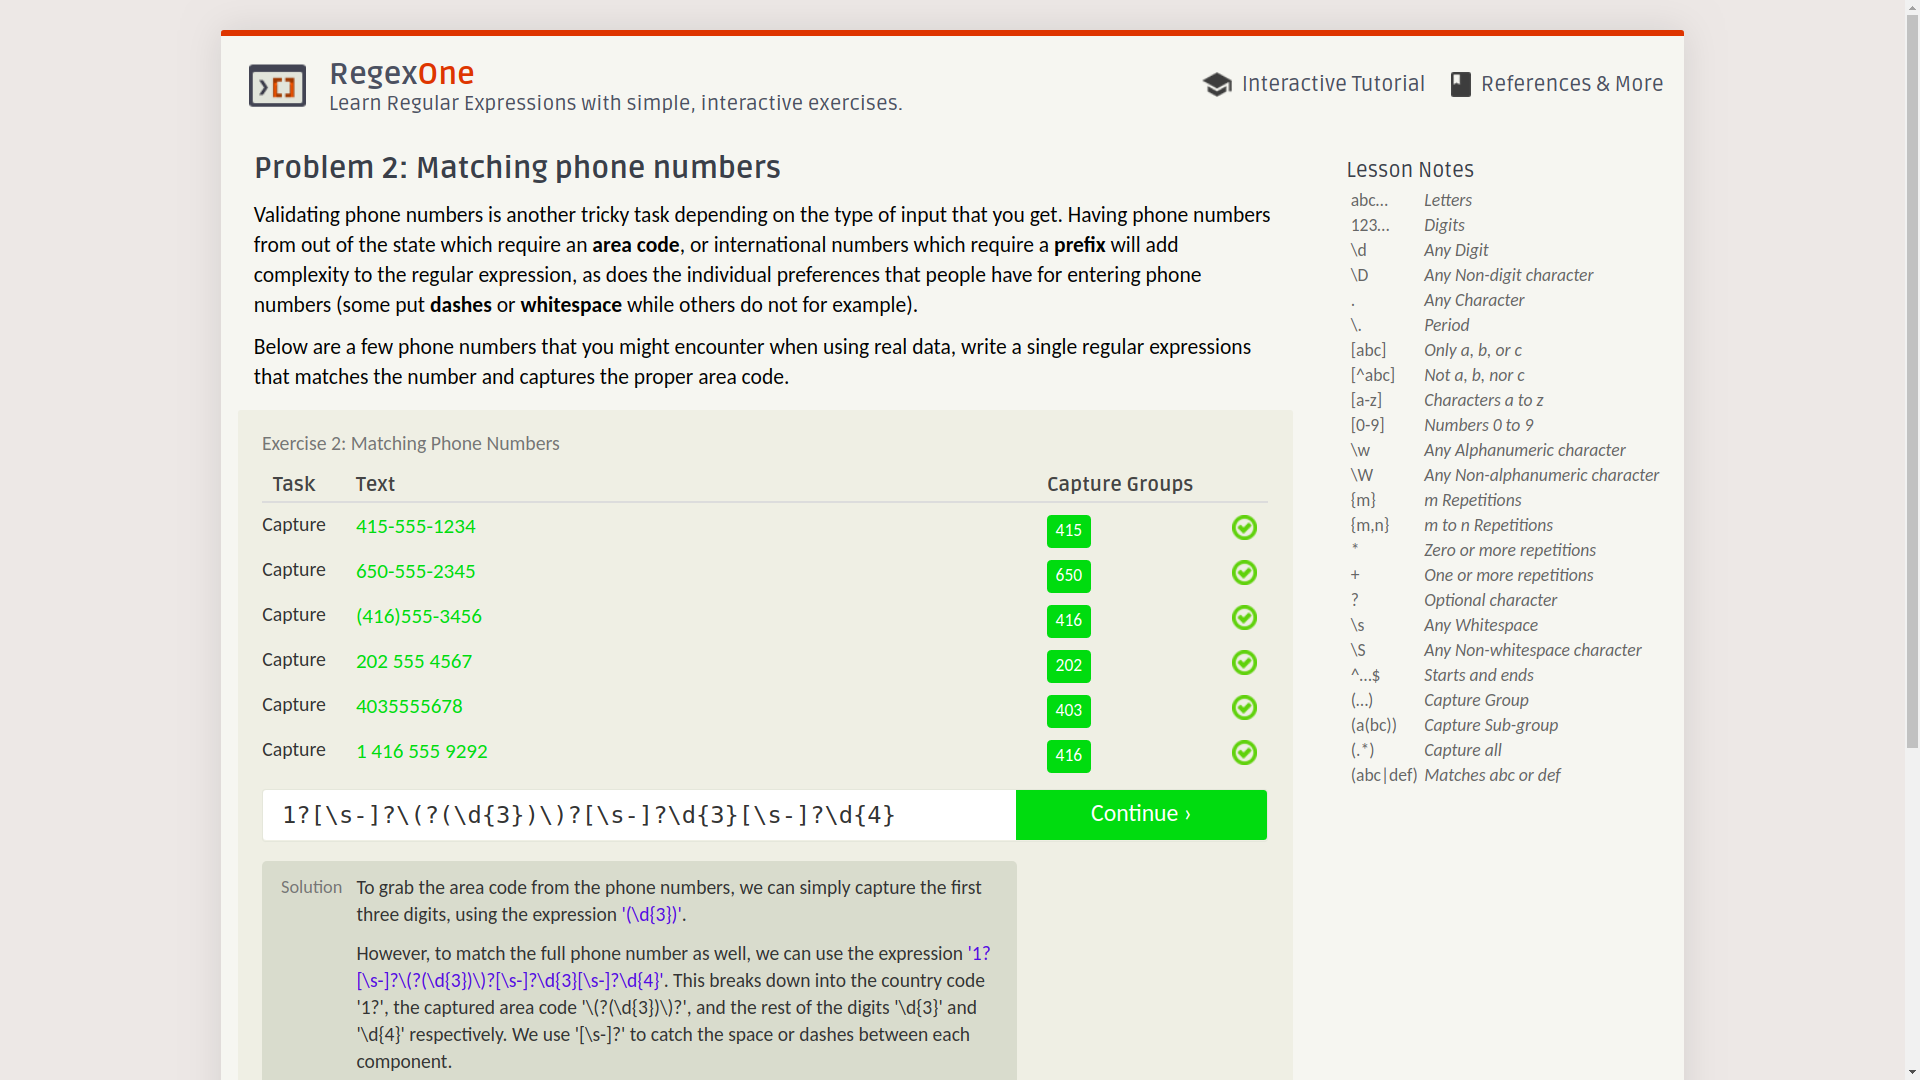 RegexOne
Learn Regular Expressions with simple, interactive exercises.
Interactive Tutorial
References & More
Problem 2: Matching phone numbers
Validating phone numbers is another tricky task depending on the type of input that you get. Having phone numbers
from out of the state which require an area code, or international numbers which require a prefix will add
complexity to the regular expression, as does the individual preferences that people have for entering phone
numbers (some put dashes or whitespace while others do not for example).
Below are a few phone numbers that you might encounter when using real data, write a single regular expressions
that matches the number and captures the proper area code.
Exercise 2: Matching Phone Numbers
Task Text Capture Groups
Capture 415-555-1234 415
Capture 650-555-2345 650
Capture (416)555-3456 416
Capture 202 555 4567 202
Capture 4035555678 403
Capture 1 416 555 9292 416
1?[\s-]?\(?(\d{3})\)?[\s-]?\d{3}[\s-]?\d{4}
Continue ›
Solution To grab the area code from the phone numbers, we can simply capture the first
three digits, using the expression '(\d{3})'.
However, to match the full phone number as well, we can use the expression '1?
[\s-]?\(?(\d{3})\)?[\s-]?\d{3}[\s-]?\d{4}'. This breaks down into the country code
'1?', the captured area code '\(?(\d{3})\)?', and the rest of the digits '\d{3}' and
'\d{4}' respectively. We use '[\s-]?' to catch the space or dashes between each
component.
Lesson Notes
abc… Letters
123… Digits
\d Any Digit
\D Any Non-digit character
. Any Character
\. Period
[abc] Only a, b, or c
[^abc] Not a, b, nor c
[a-z] Characters a to z
[0-9] Numbers 0 to 9
\w Any Alphanumeric character
\W Any Non-alphanumeric character
{m} m Repetitions
{m,n} m to n Repetitions
* Zero or more repetitions
+ One or more repetitions
? Optional character
\s Any Whitespace
\S Any Non-whitespace character
^…$ Starts and ends
(…) Capture Group
(a(bc)) Capture Sub-group
(.*) Capture all
(abc|def) Matches abc or def